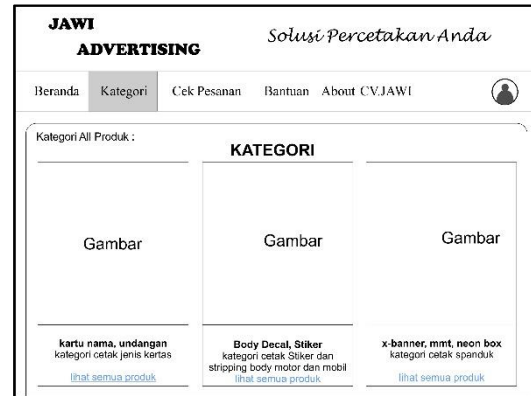 JAWI
ADVERTISING
Solusi Percetakan Anda
Beranda Kategori Cek Pesanan Bantuan About CV.JAWI
Kategori All Produk :
KATEGORI
Gambar
Gambar
Gambar
kartu nama, undangan
kategori cetak jenis kertas
lihat semua produk
Body Decal, Stiker
kategori cetak Stiker dan
stripping body motor dan mobil
lihat semua produk
x-banner, mmt, neon box
kategori cetak spanduk
lihat semua produk